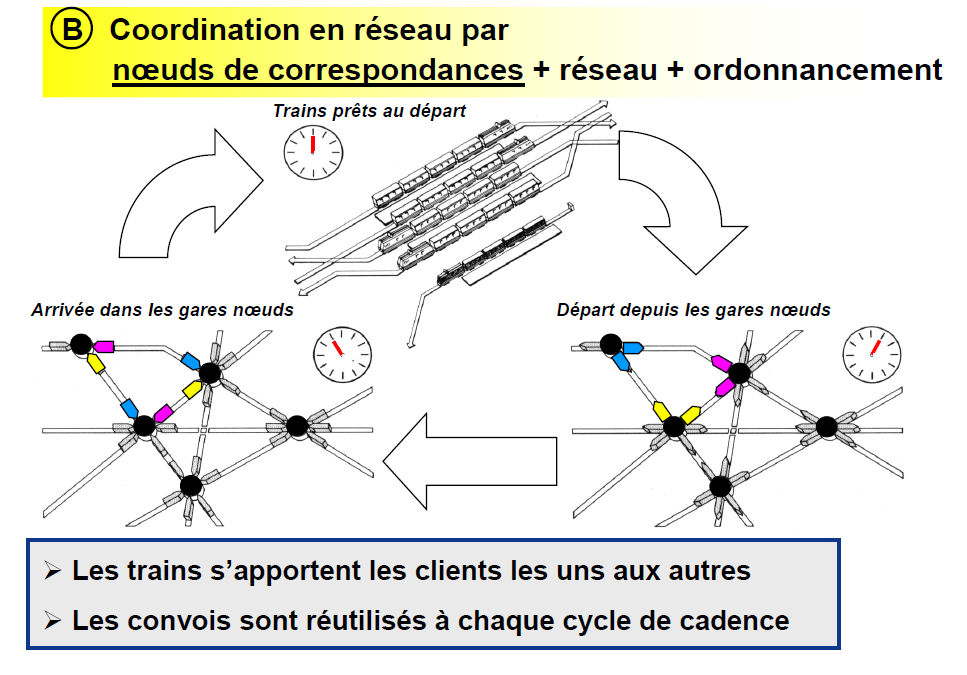 B Coordination en réseau par
nœuds de correspondances + réseau + ordonnancement
Trains prêts au départ
Arrivée dans les gares nœuds
Départ depuis les gares nœuds
➢ Les trains s’apportent les clients les uns aux autres
➢ Les convois sont réutilisés à chaque cycle de cadence